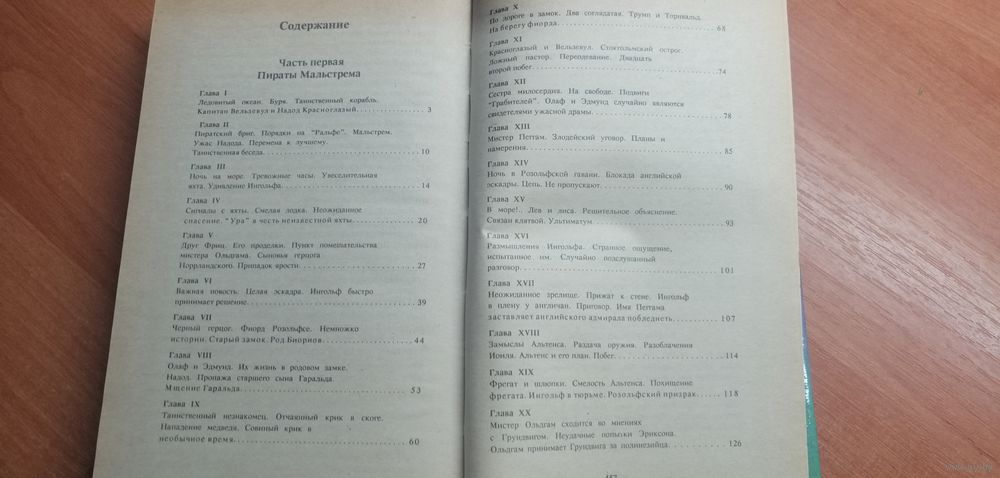 Содержание
Часть первая
Пираты Мальстрема
Глава I
Ледовитый океан. Буря. Таинственный корабль.
Капитан Вельзевул и Надод Красноглазый. 3
Глава II
Пиратский бриг. Порядки на "Ральфе". Мальстрем.
Ужас Надода. Перемена к лучшему.
Таинственная беседа. 10
Глава III
Ночь на море. Тревожные часы. Увеселительная
яхта. Удивление Ингольфа. 14
Глава IV
Сигналы с яхты. Смелая лодка. Неожиданное
спасение. "Ура" в честь неизвестной яхты. 20
Глава V
Друг Фриц. Его проделки. Пункт помешательства
мистера Ольдгама. Сыновья герцога
Норрландского. Припадок ярости. 27
Глава VI
Важная новость. Целая эскадра. Ингольф быстро
принимает решение. 39
Глава VII
Черный герцог. Фиорд Розольфсе. Немножко
истории. Старый замок. Род Биорнов. 44
Глава VIII
Олаф и Эдмунд. Их жизнь в родовом замке.
Надод. Пропажа старшего сына Гаральда.
Мщение Гаральда. 53
Глава IX
Таинственный незнакомец. Отчаянный крик в скоге.
Нападение медведя. Совиный крик в
необычное время. 60
Глава X
По дороге в замок. Два соглядатая. Трумп и Торнвальд.
На берегу фиорда. 68
Глава XI
Красноглазый и Вельзевул. Стокгольмский острог.
Ложный пастор. Переодевание. Двадцать
второй побег. 74
Глава XII
Сестра милосердия. На свободе. Подвиги
"Грабителей". Олаф и Эдмунд случайно являются
свидетелями ужасной драмы. 78
Глава XIII
Мистер Пеггам. Злодейский уговор. Планы и
намерения. 85
Глава XIV
Ночь в Розольфской гавани. Блокада английской
эскадры. Цепь. Не пропускают. 90
Глава XV
В море!.. Лев и лиса. Решительное объяснение.
Связан клятвой. Ультиматум. 93
Глава XVI
Размышления Ингольфа. Странное ощущение,
испытанное им. Случайно подслушанный
разговор. 101
Глава XVII
Неожиданное зрелище. Прижат к стене. Ингольф
в плену у англичан. Приговор. Имя Пеггама
заставляет английского адмирала побледнеть. 107
Глава XVIII
Замыслы Альтенса. Раздача оружия. Разоблачения
Иоиля. Альтенс и его план. Побег. 114
Глава XIX
Фрегат и шлюпки. Смелость Альтенса. Похищение
фрегата. Ингольф в тюрьме. Розольфский призрак. 118
Глава XX
Мистер Ольдгам сходится во мнениях
с Грундвигом. Неудачные попытки Эриксона.
Ольдгам принимает Грундвига за полинезийца. 126